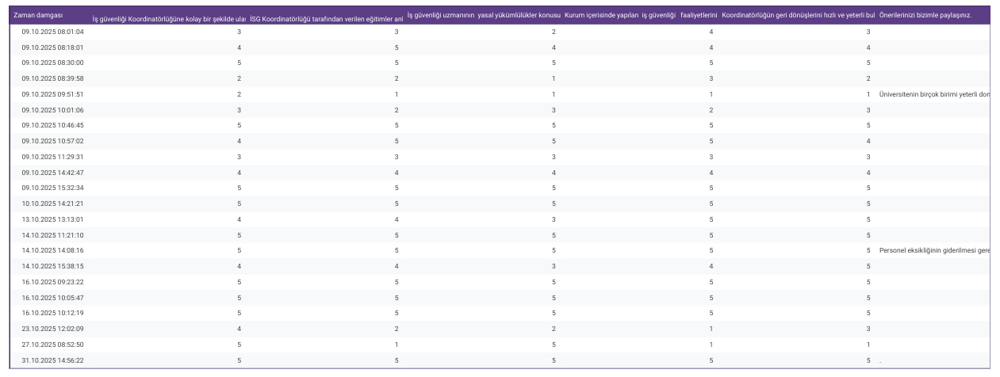 Zaman damgası İş güvenliği Koordinatörlüğüne kolay bir şekilde ulaş İSG Koordinatörlüğü tarafından verilen eğitimler anl İş güvenliği uzmanının yasal yükümlülükler konusu Kurum içerisinde yapılan iş güvenliği faaliyetlerini Koordinatörlüğün geri dönüşlerini hızlı ve yeterli bul Önerilerinizi bizimle paylaşınız.
09.10.2025 08:01:04 3 3 2 4 3
09.10.2025 08:18:01 4 5 4 4 4
09.10.2025 08:30:00 5 5 5 5 5
09.10.2025 08:39:58 2 2 1 3 2
09.10.2025 09:51:51 2 1 1 1 1 Üniversitenin birçok birimi yeterli don
09.10.2025 10:01:06 3 2 3 2 3
09.10.2025 10:46:45 5 5 5 5 5
09.10.2025 10:57:02 4 5 5 5 4
09.10.2025 11:29:31 3 3 3 3 3
09.10.2025 14:42:47 4 4 4 4 4
09.10.2025 15:32:34 5 5 5 5 5
10.10.2025 14:21:21 5 5 5 5 5
13.10.2025 13:13:01 4 4 3 5 5
14.10.2025 11:21:10 5 5 5 5 5
14.10.2025 14:08:16 5 5 5 5 5 Personel eksikliğinin giderilmesi gere
14.10.2025 15:38:15 4 4 3 4 5
16.10.2025 09:23:22 5 5 5 5 5
16.10.2025 10:05:47 5 5 5 5 5
16.10.2025 10:12:19 5 5 5 5 5
23.10.2025 12:02:09 4 2 2 1 3
27.10.2025 08:52:50 5 1 5 1 1
31.10.2025 14:56:22 5 5 5 5 5 .